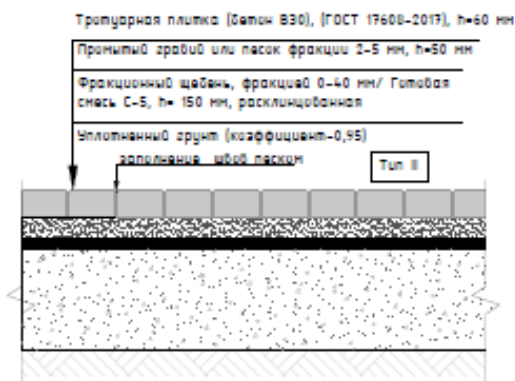 Тротуарная плитка (бетон В30), (ГОСТ 17608-2017), h=60 мм
Промытый гравий или песок фракции 2-5 мм, h=50 мм
Фракционный щебень, фракцией 0-40 мм/ Готовая
смесь С-5, h= 150 мм, расклинцованная
Уплотненный грунт (коэффициент-0,95)
заполнение швов песком
Тип II